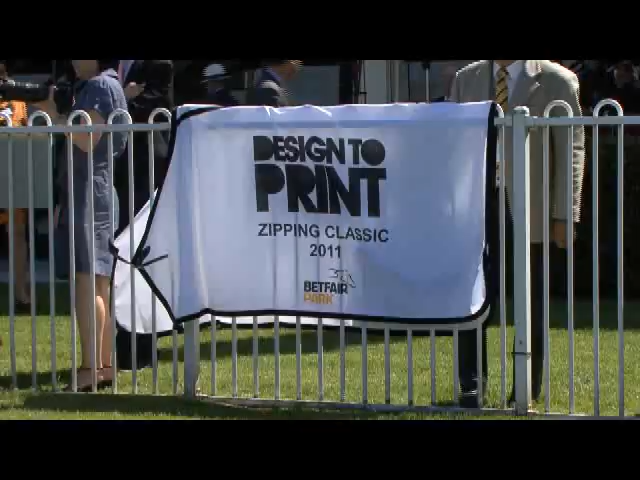 DESIGN TO
PRINT
ZIPPING CLASSIC
2011
BETFAIR
PARK